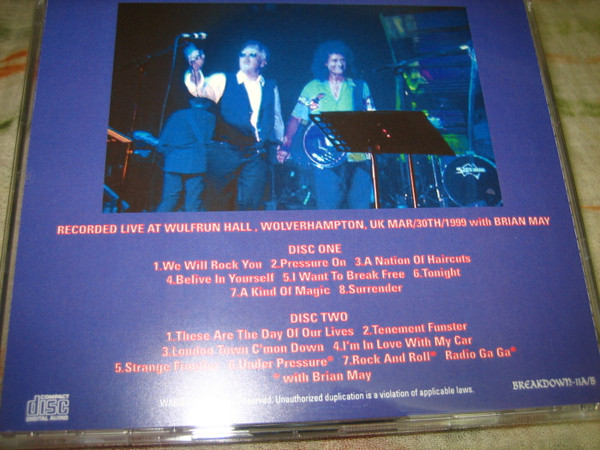 RECORDED LIVE AT WULFRUN HALL , WOLVERHAMPTON, UK MAR/30TH/1999 with BRIAN MAY
DISC ONE
1.We Will Rock You 2.Pressure On 3.A Nation Of Haircuts
4.Belive In Yourself 5.I Want To Break Free 6.Tonight
7.A Kind Of Magic 8.Surrender
DISC TWO
1.These Are The Day Of Our Lives 2.Tenement Funster
3.London Town C'mon Down 4.I'm In Love With My Car
5.Strange 6.Under Pressure* 7.Rock And Roll* Radio Ga Ga*
* with Brian May
COMPACT
disc
DIGITAL AUDIO
Unauthorized duplication is a violation of applicable laws.
BREAKDOWN-11A/B